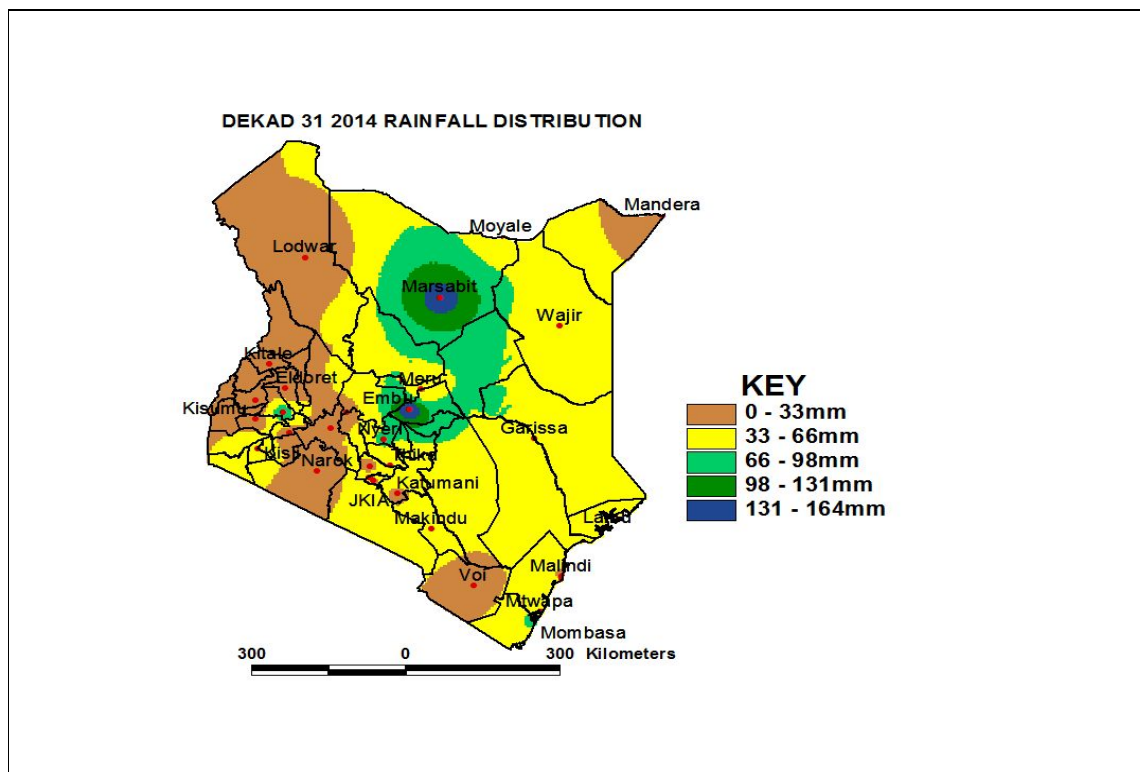 DEKAD 31 2014 RAINFALL DISTRIBUTION
Mandera
Moyale
Lodwar
Marsabit
Wajir
Kitale
Eldoret
Meru
Embu
Kisumu
Nyeri
Garissa
Kisii
Narok
Thika
Katumani
JKIA
Makindu
Lamu
Voi
Malindi
Mtwapa
Mombasa
KEY
0 - 33mm
33 - 66mm
66 - 98mm
98 - 131mm
131 - 164mm
300 0 300 Kilometers